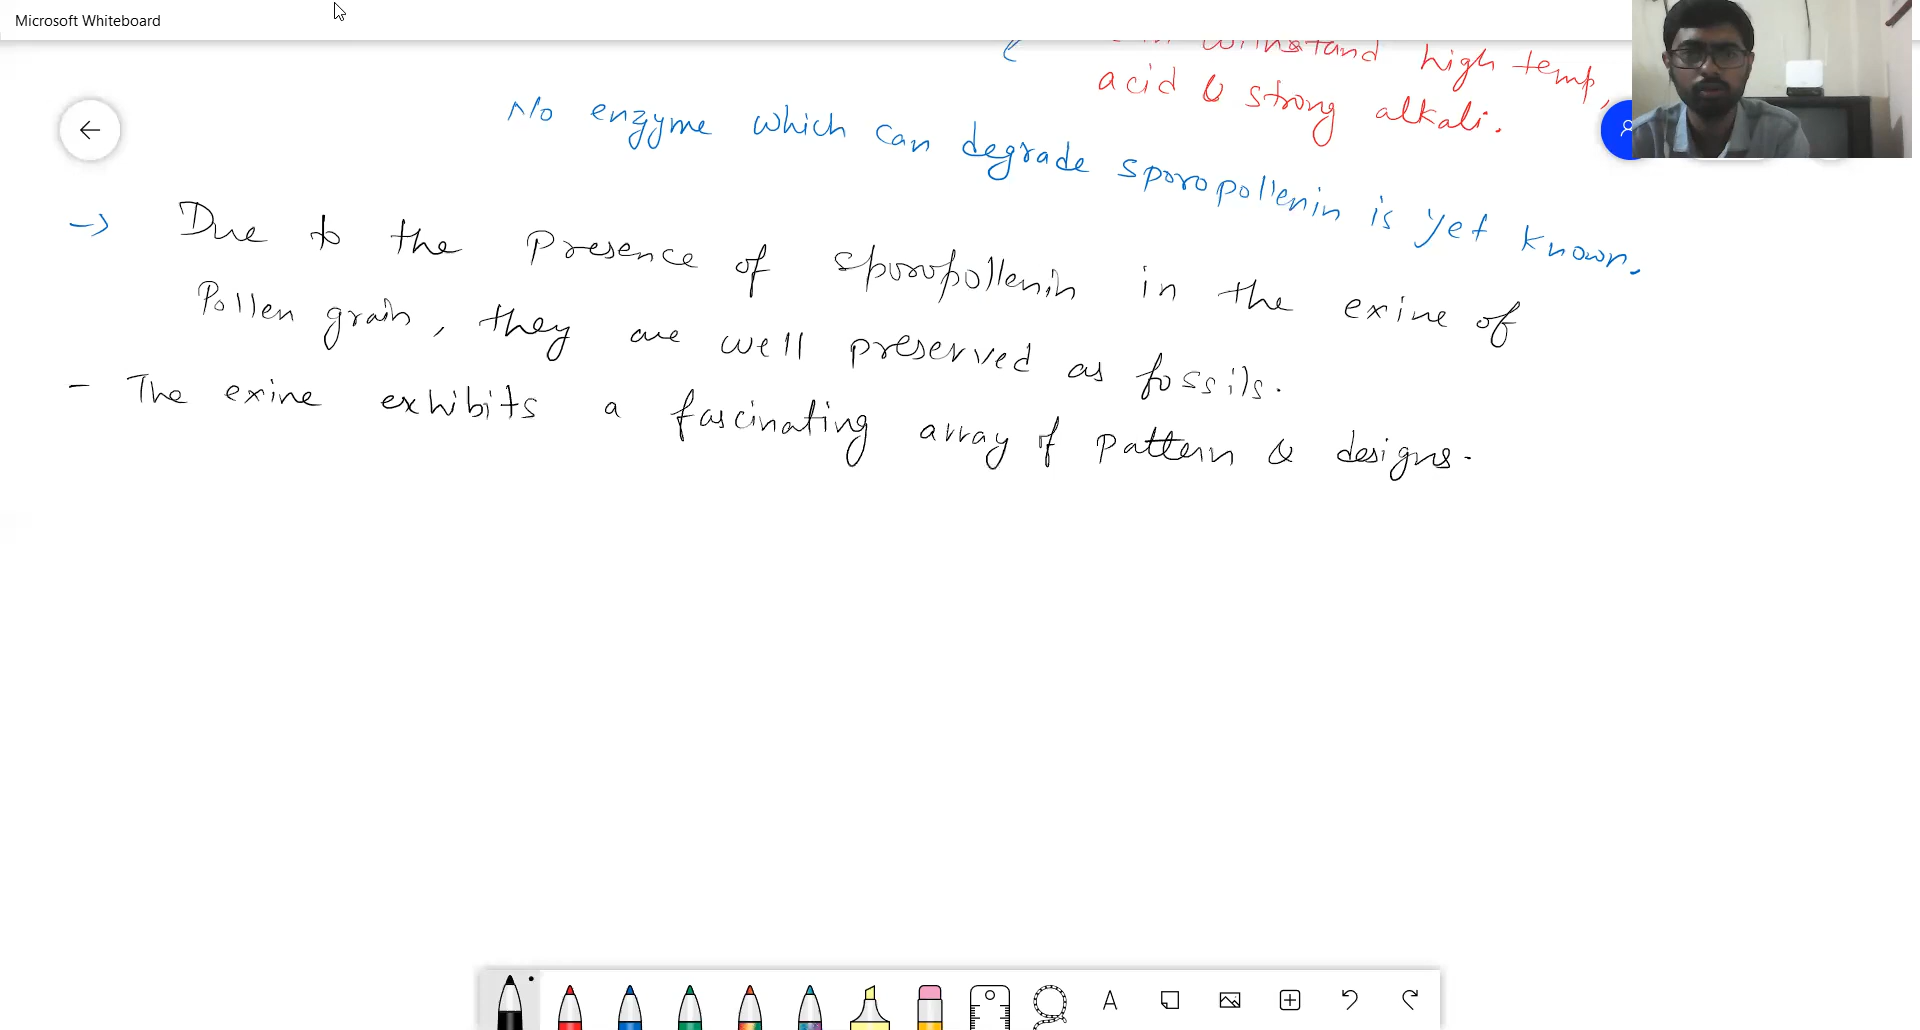 Microsoft Whiteboard
withstand high temp,
acid & strong alkali.
No enzyme which can degrade sporopollenin is yet known.
→ Due to the presence of sporopollenin in the exine of
Pollen grain, they are well preserved as fossils.
- The exine exhibits a fascinating array of pattern & designs.